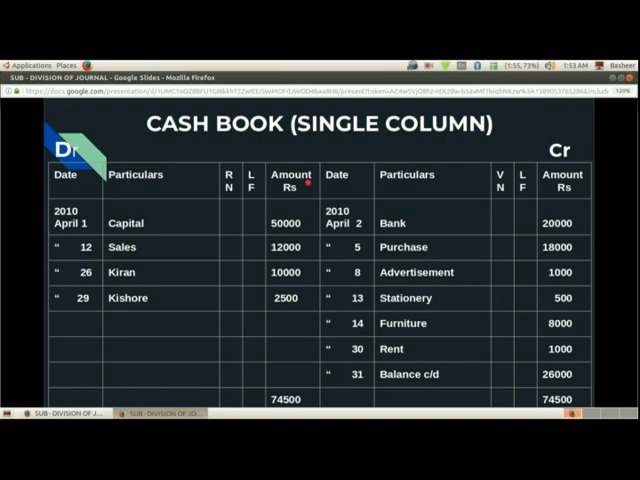 Applications Places (1:55, 73%) En 1:53 AM Basheer
SUB - DIVISION OF JOURNAL - Google Slides - Mozilla Firefox
120%
CASH BOOK (SINGLE COLUMN)
Dr Cr
Date Particulars R N L F Amount Rs Date Particulars V N L F Amount Rs
2010 April 1 Capital 50000 2010 April 2 Bank 20000
“ 12 Sales 12000 “ 5 Purchase 18000
“ 26 Kiran 10000 “ 8 Advertisement 1000
“ 29 Kishore 2500 “ 13 Stationery 500
“ 14 Furniture 8000
“ 30 Rent 1000
“ 31 Balance c/d 26000
74500 74500
SUB - DIVISION OF J... SUB - DIVISION OF JO...